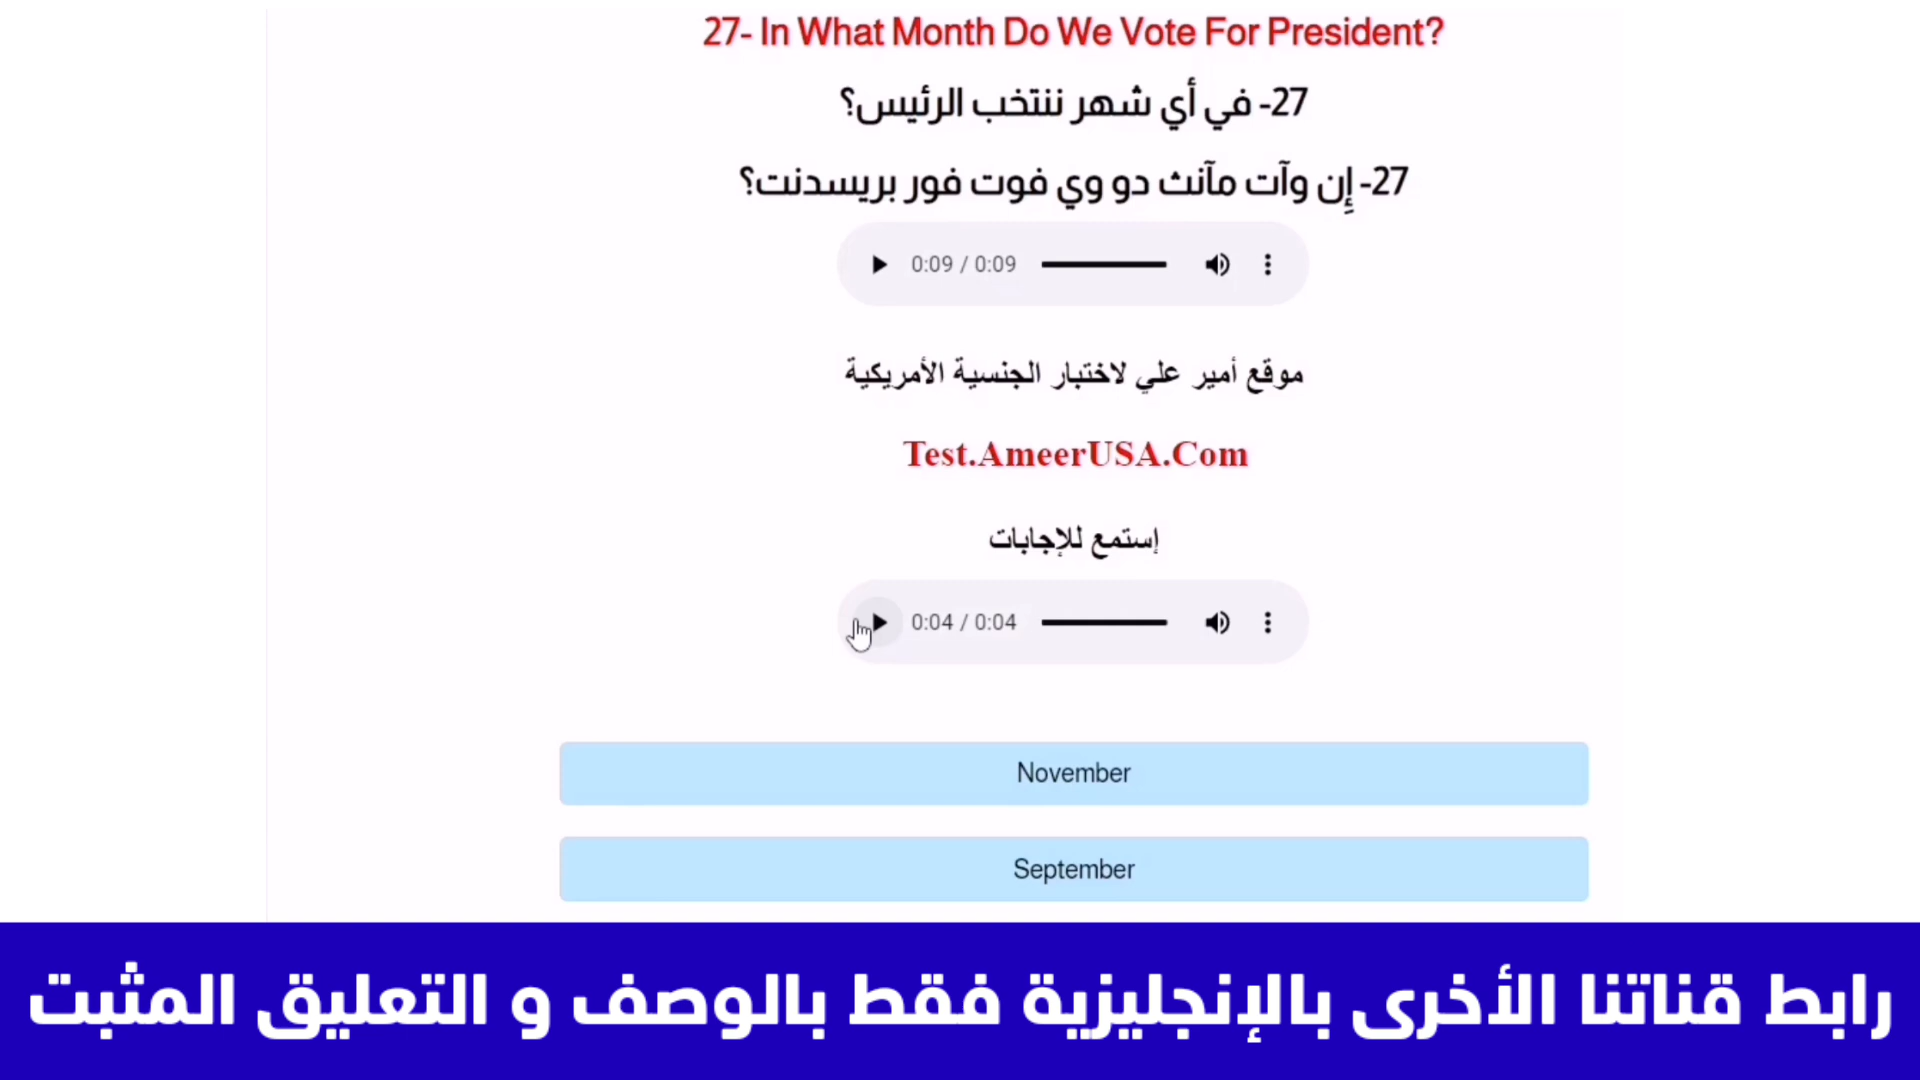 27- In What Month Do We Vote For President?
27- في أي شهر ننتخب الرئيس؟
27- إِن وآت مآنث دو وي فوت فور بريسدنت؟
0:09 / 0:09
موقع أمير علي لاختبار الجنسية الأمريكية
Test.AmeerUSA.Com
إستمع للإجابات
0:04 / 0:04
November
September
رابط قناتنا الأخرى بالإنجليزية فقط بالوصف و التعليق المثبت